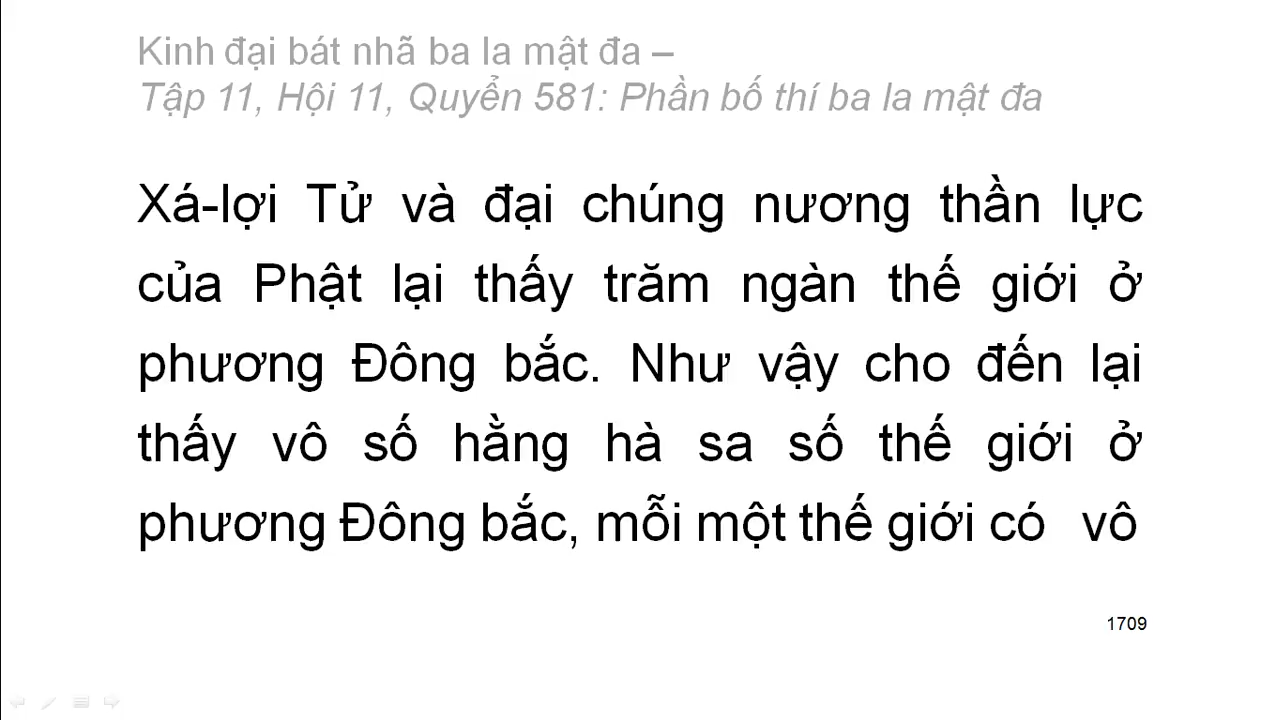 Kinh đại bát nhã ba la mật đa –
Tập 11, Hội 11, Quyển 581: Phần bố thí ba la mật đa
Xá-lợi Tử và đại chúng nương thần lực
của Phật lại thấy trăm ngàn thế giới ở
phương Đông bắc. Như vậy cho đến lại
thấy vô số hằng hà sa số thế giới ở
phương Đông bắc, mỗi một thế giới có vô
1709